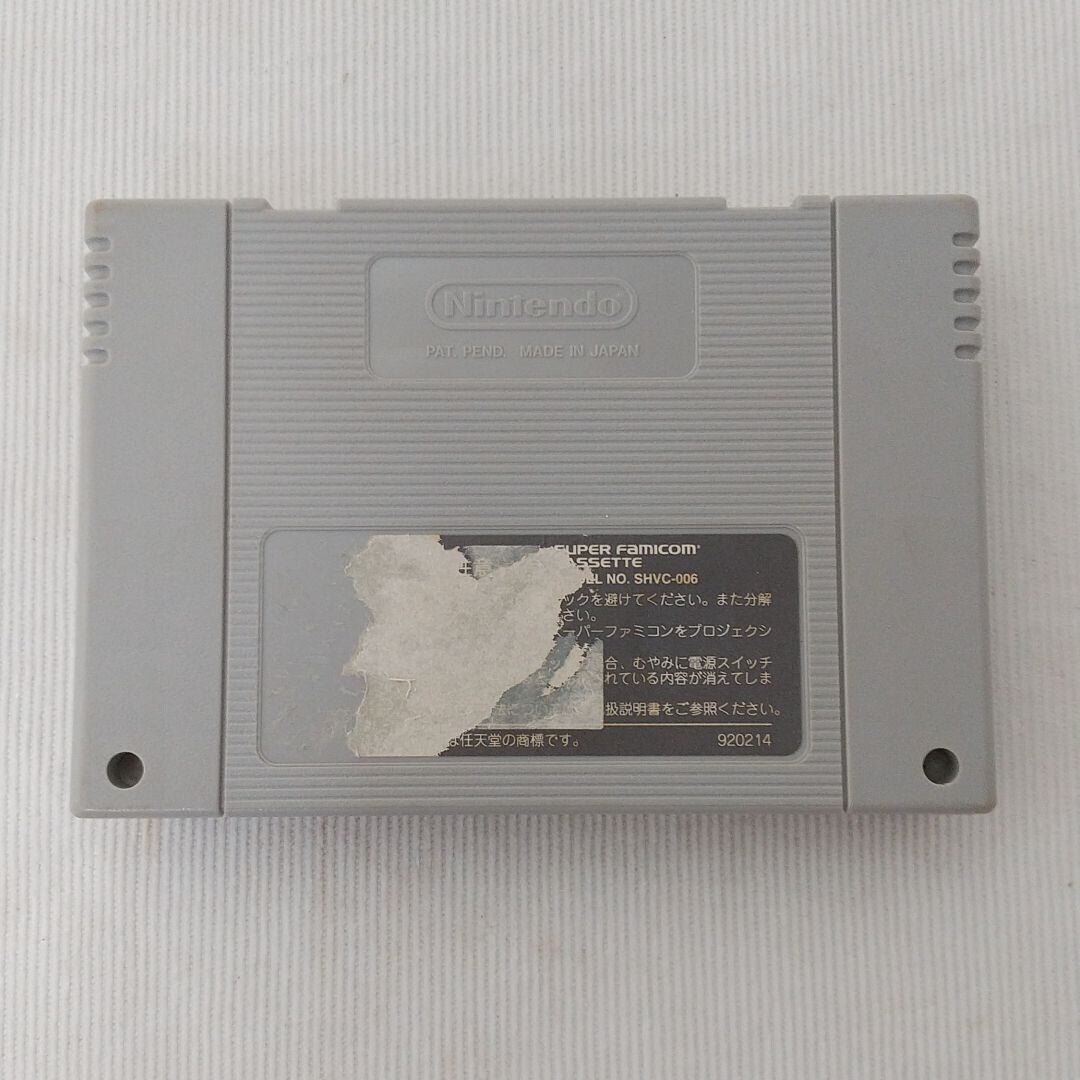 Nintendo
PAT. PEND. MADE IN JAPAN
SUPER FAMICOM
CASSETTE
NO. SHVC-006
ックを避けてください。また分解
さい。
ーパーファミコンをプロジェクシ
合、むやみに電源スイッチ
れている内容が消えてしま
扱説明書をご参照ください。
は任天堂の商標です。
920214